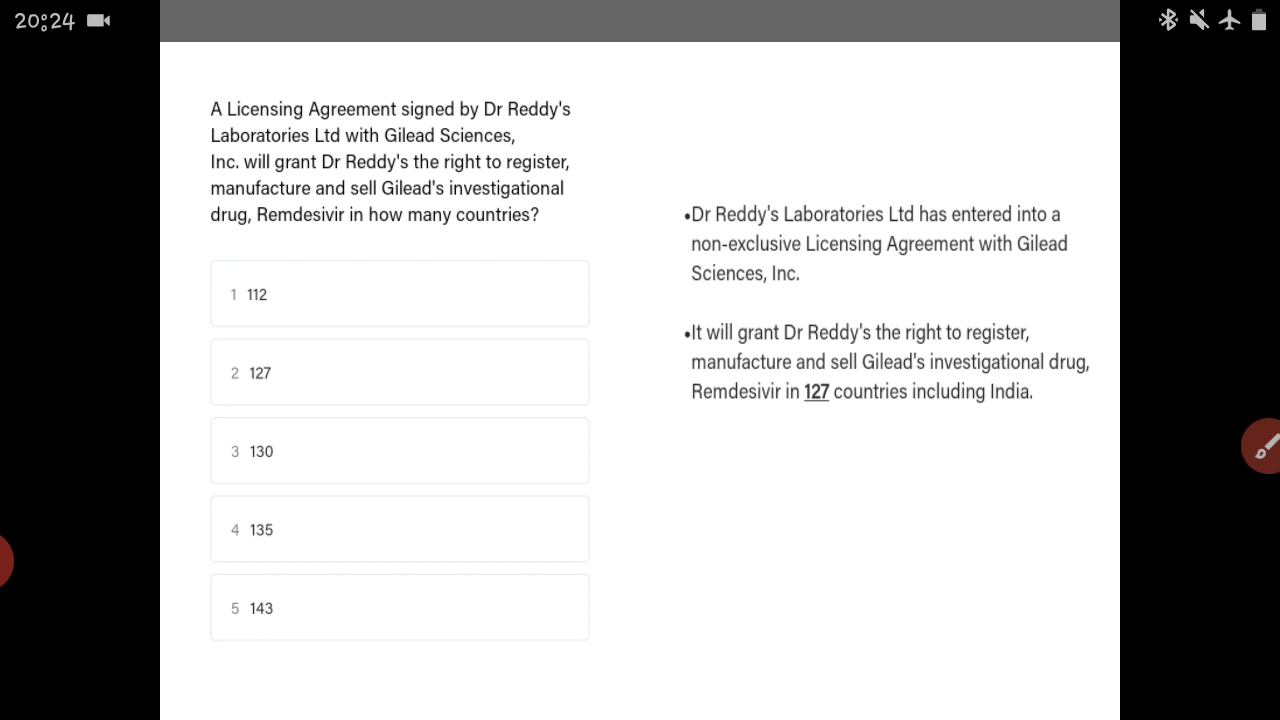 20:24
A Licensing Agreement signed by Dr Reddy's
Laboratories Ltd with Gilead Sciences,
Inc. will grant Dr Reddy's the right to register,
manufacture and sell Gilead's investigational
drug, Remdesivir in how many countries?
1 112
2 127
3 130
4 135
5 143
•Dr Reddy's Laboratories Ltd has entered into a
non-exclusive Licensing Agreement with Gilead
Sciences, Inc.
•It will grant Dr Reddy's the right to register,
manufacture and sell Gilead's investigational drug,
Remdesivir in 127 countries including India.